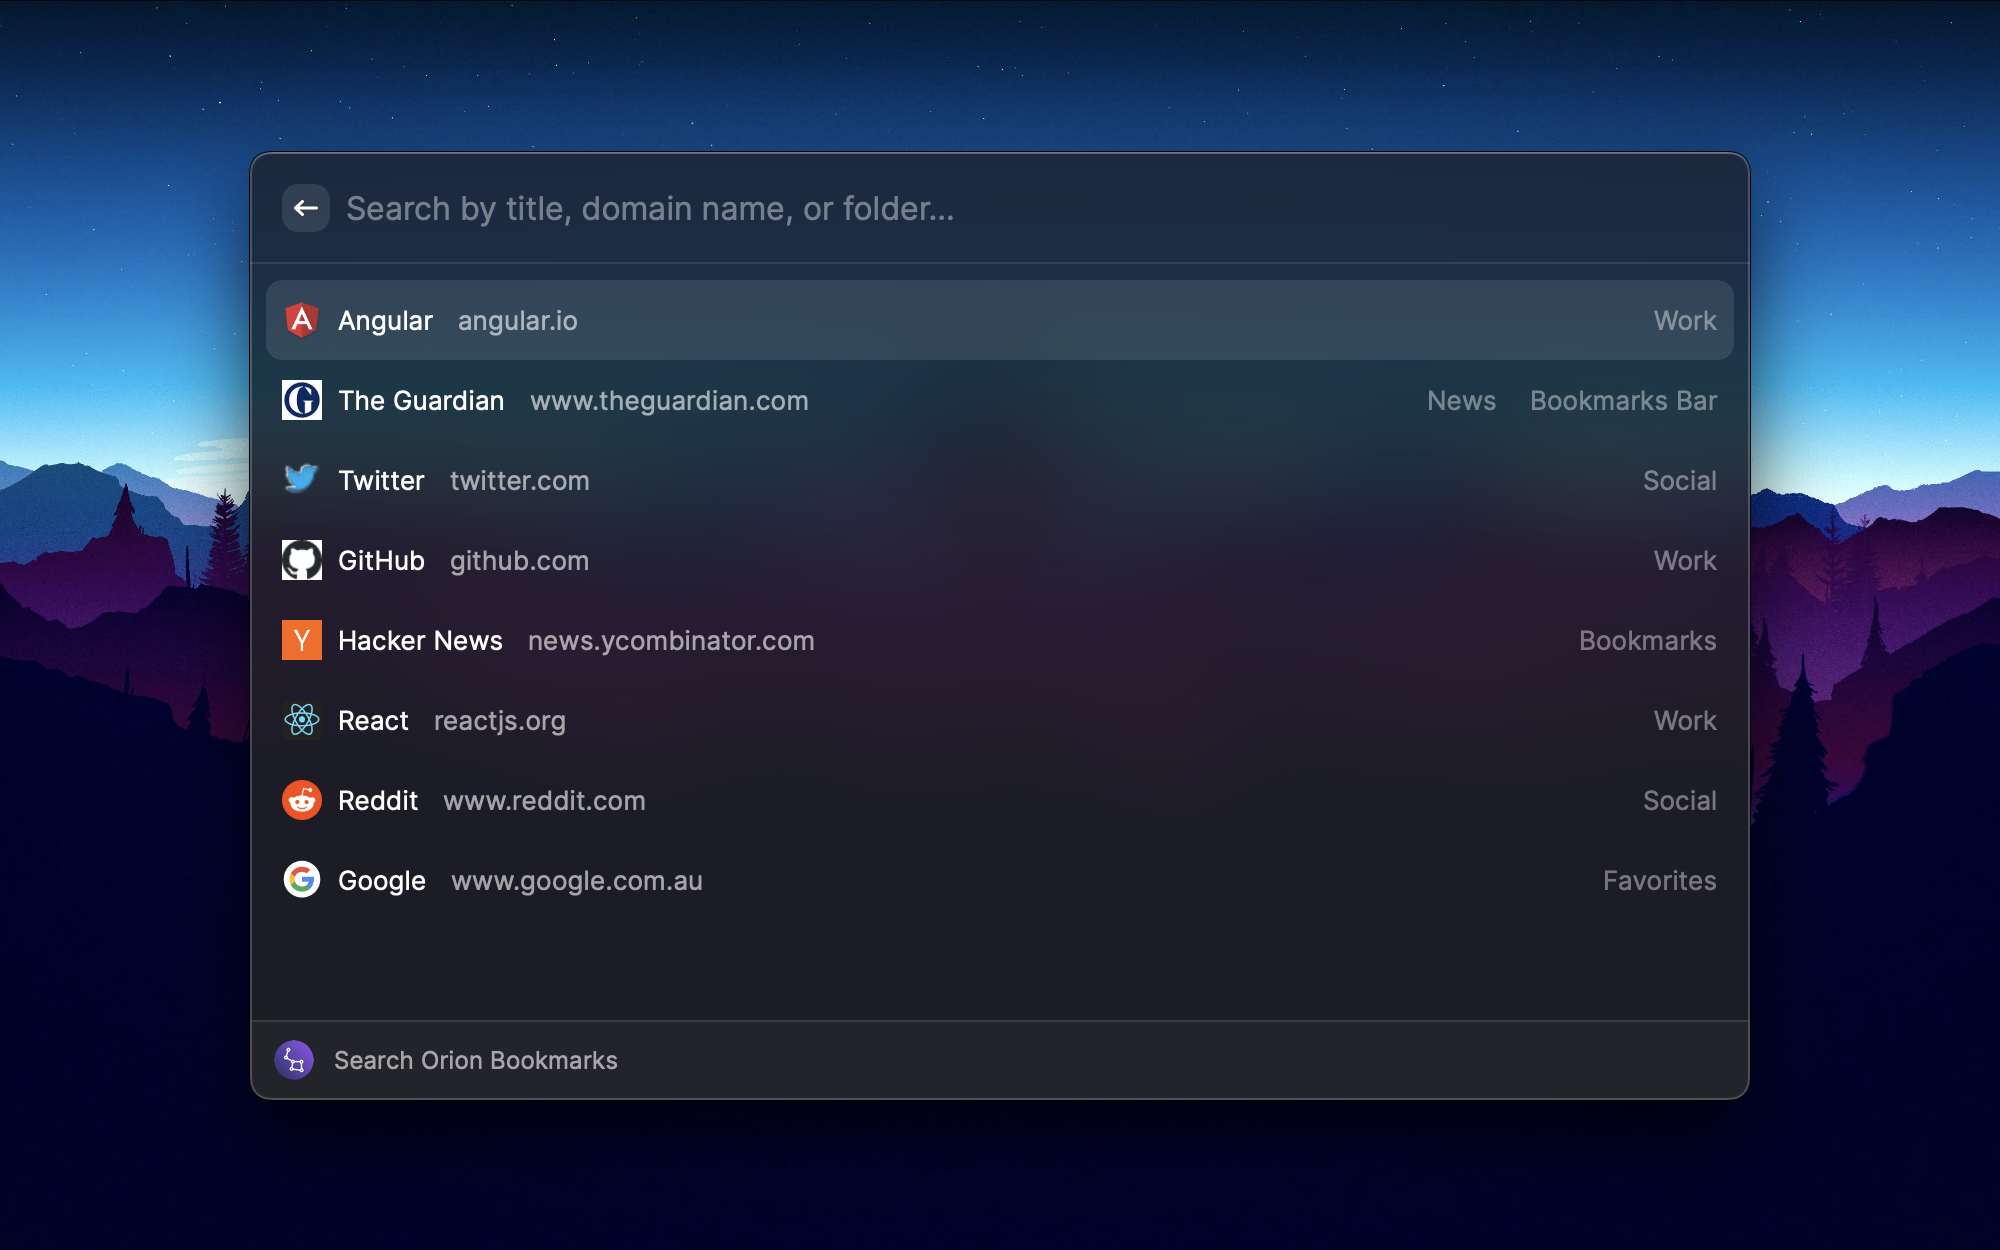 Search by title, domain name, or folder...
Angular angular.io Work
The Guardian www.theguardian.com News Bookmarks Bar
Twitter twitter.com Social
GitHub github.com Work
Y Hacker News news.ycombinator.com Bookmarks
React reactjs.org Work
Reddit www.reddit.com Social
Google www.google.com.au Favorites
Search Orion Bookmarks